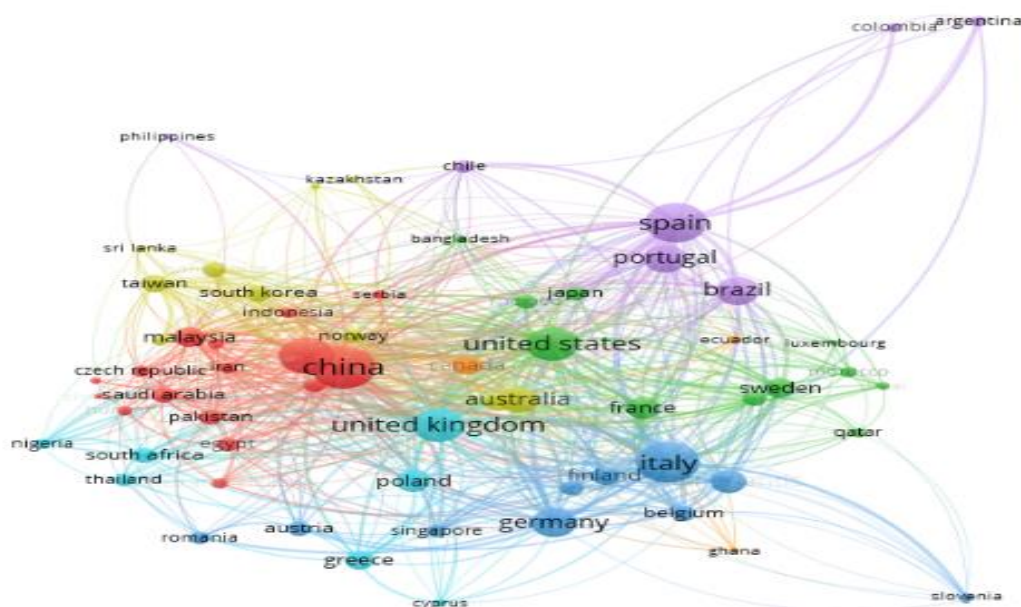 argentina
colombia
philippines
chile
kazakhstan
spain
bangladesh
sri lanka
portugal
taiwan
south korea
brazil
serbia
japan
indonesia
malaysia
norway
united states
ecuador
luxembourg
china
canada
iran
czech republic
morocco
saudi arabia
sweden
australia
france
pakistan
united kingdom
qatar
egypt
nigeria
south africa
italy
thailand
poland
finland
belgium
germany
austria
singapore
romania
ghana
greece
slovenia
cyprus